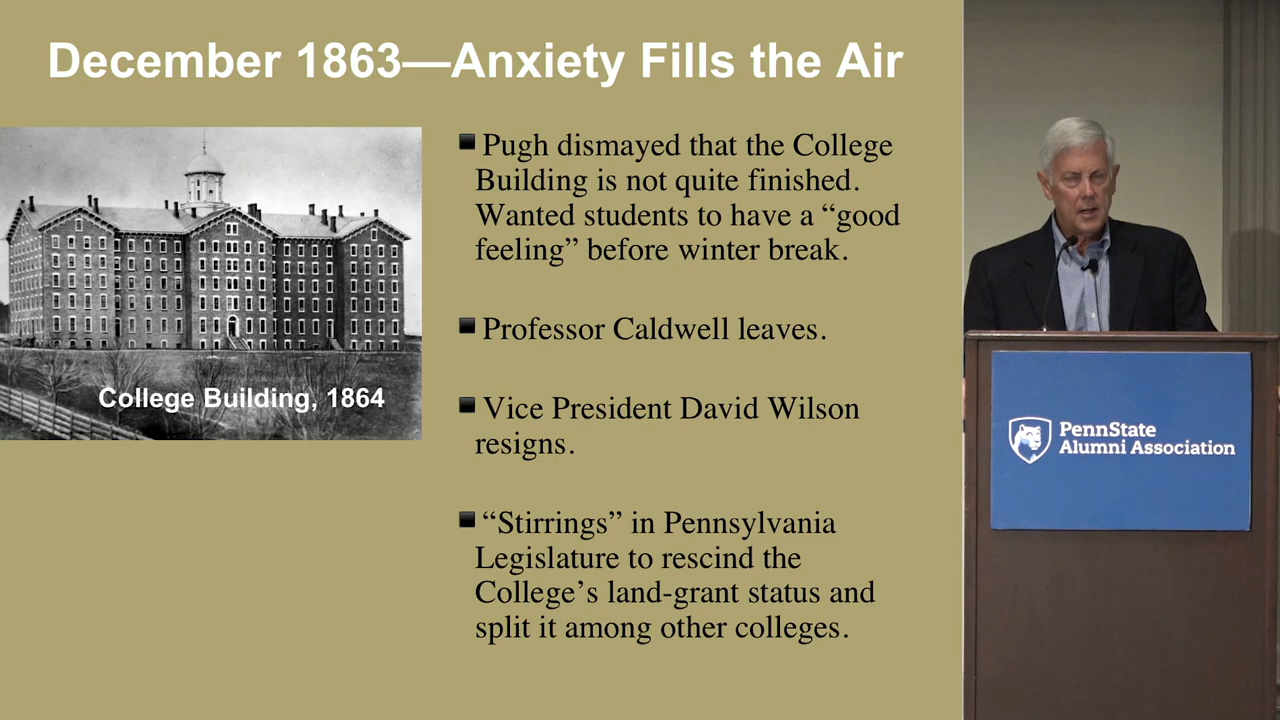 December 1863—Anxiety Fills the Air
College Building, 1864
Pugh dismayed that the College
Building is not quite finished.
Wanted students to have a “good
feeling” before winter break.
Professor Caldwell leaves.
Vice President David Wilson
resigns.
“Stirrings” in Pennsylvania
Legislature to rescind the
College’s land-grant status and
split it among other colleges.
PennState
Alumni Association